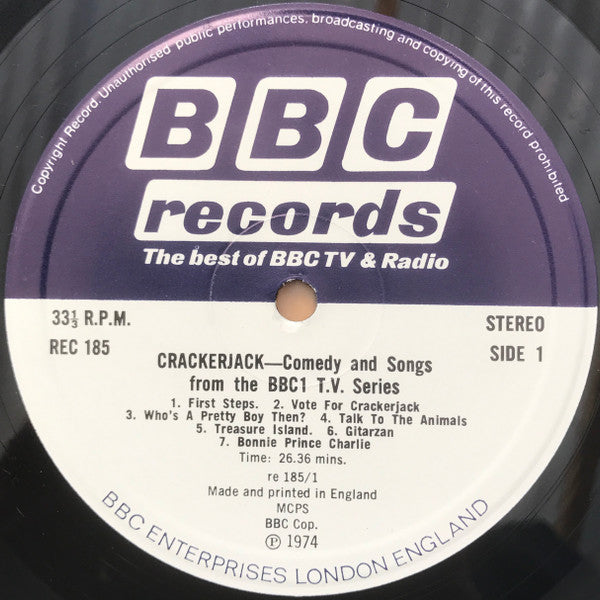 Copyright Record. Unauthorised public performances. broadcasting and copying of this record prohibited
BBC
records
The best of BBC TV & Radio
33⅓ R.P.M.
STEREO
REC 185
SIDE 1
CRACKERJACK—Comedy and Songs
from the BBC1 T.V. Series
1. First Steps. 2. Vote For Crackerjack
3. Who's A Pretty Boy Then? 4. Talk To The Animals
5. Treasure Island. 6. Gitarzan
7. Bonnie Prince Charlie
Time: 26.36 mins.
re 185/1
Made and printed in England
MCPS
BBC Cop.
℗ 1974
BBC ENTERPRISES LONDON ENGLAND